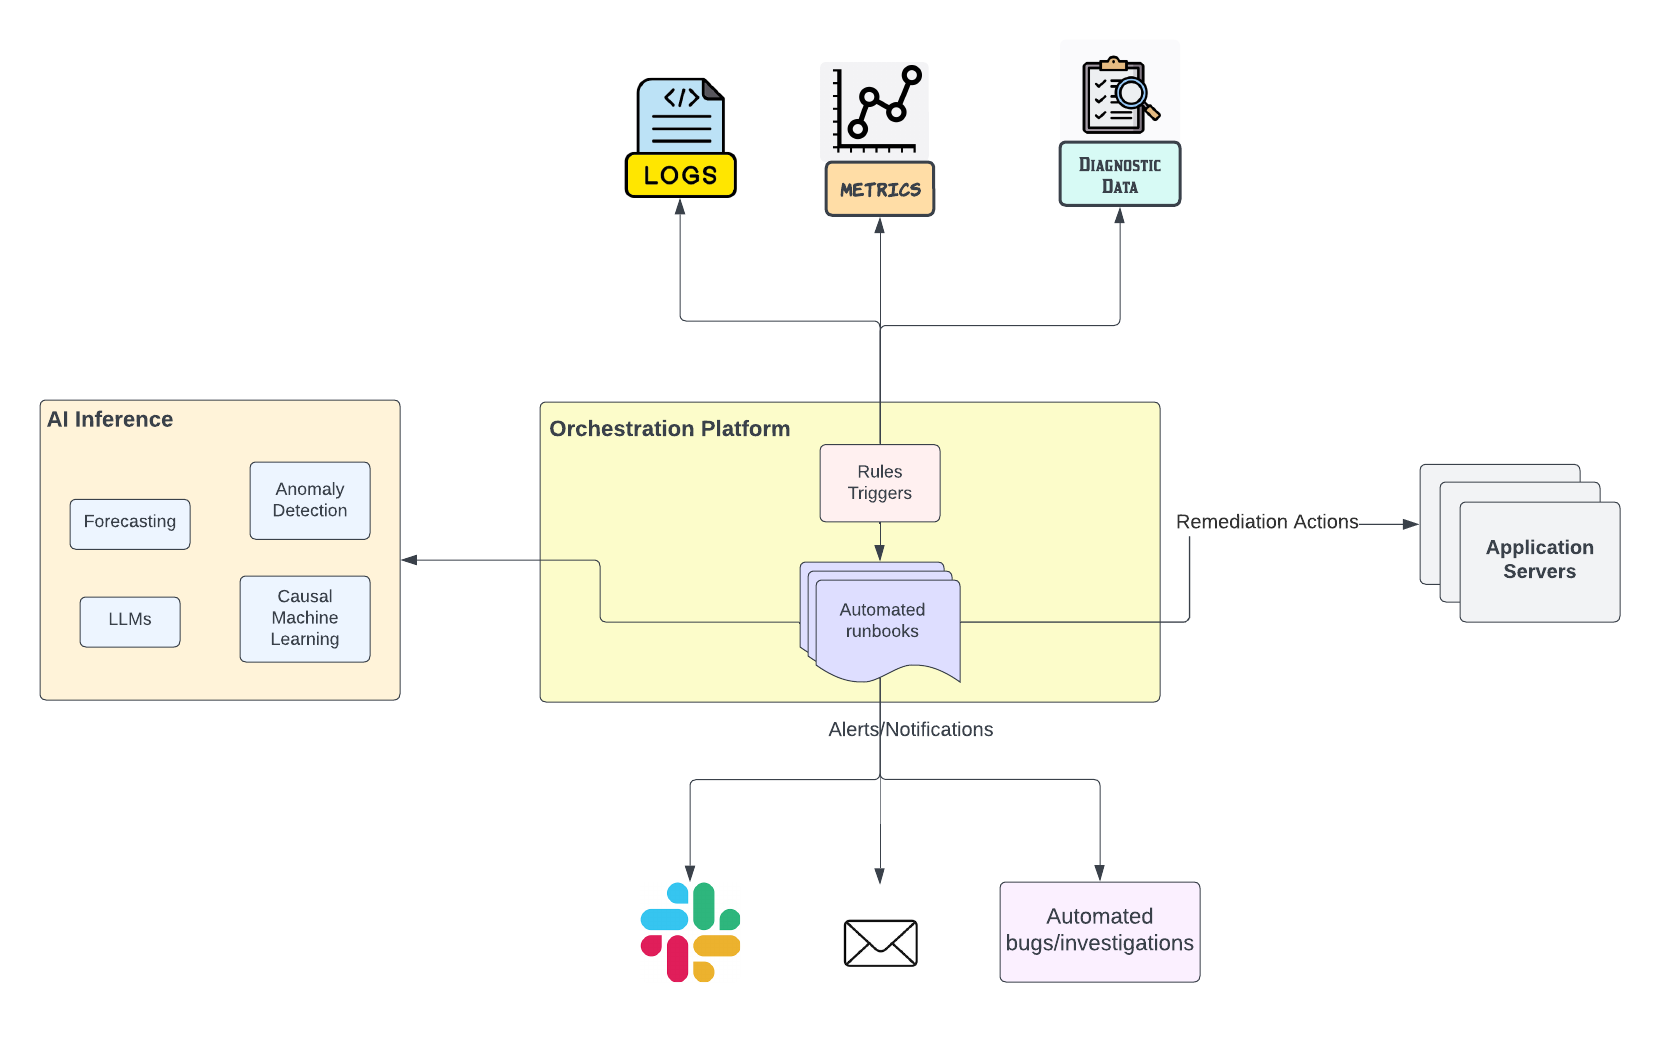 </>
LOGS
METRICS
DIAGNOSTIC
DATA
AI Inference
Anomaly
Detection
Forecasting
LLMs
Causal
Machine
Learning
Orchestration Platform
Rules
Triggers
Automated
runbooks
Remediation Actions
Application
Servers
Alerts/Notifications
Automated
bugs/investigations